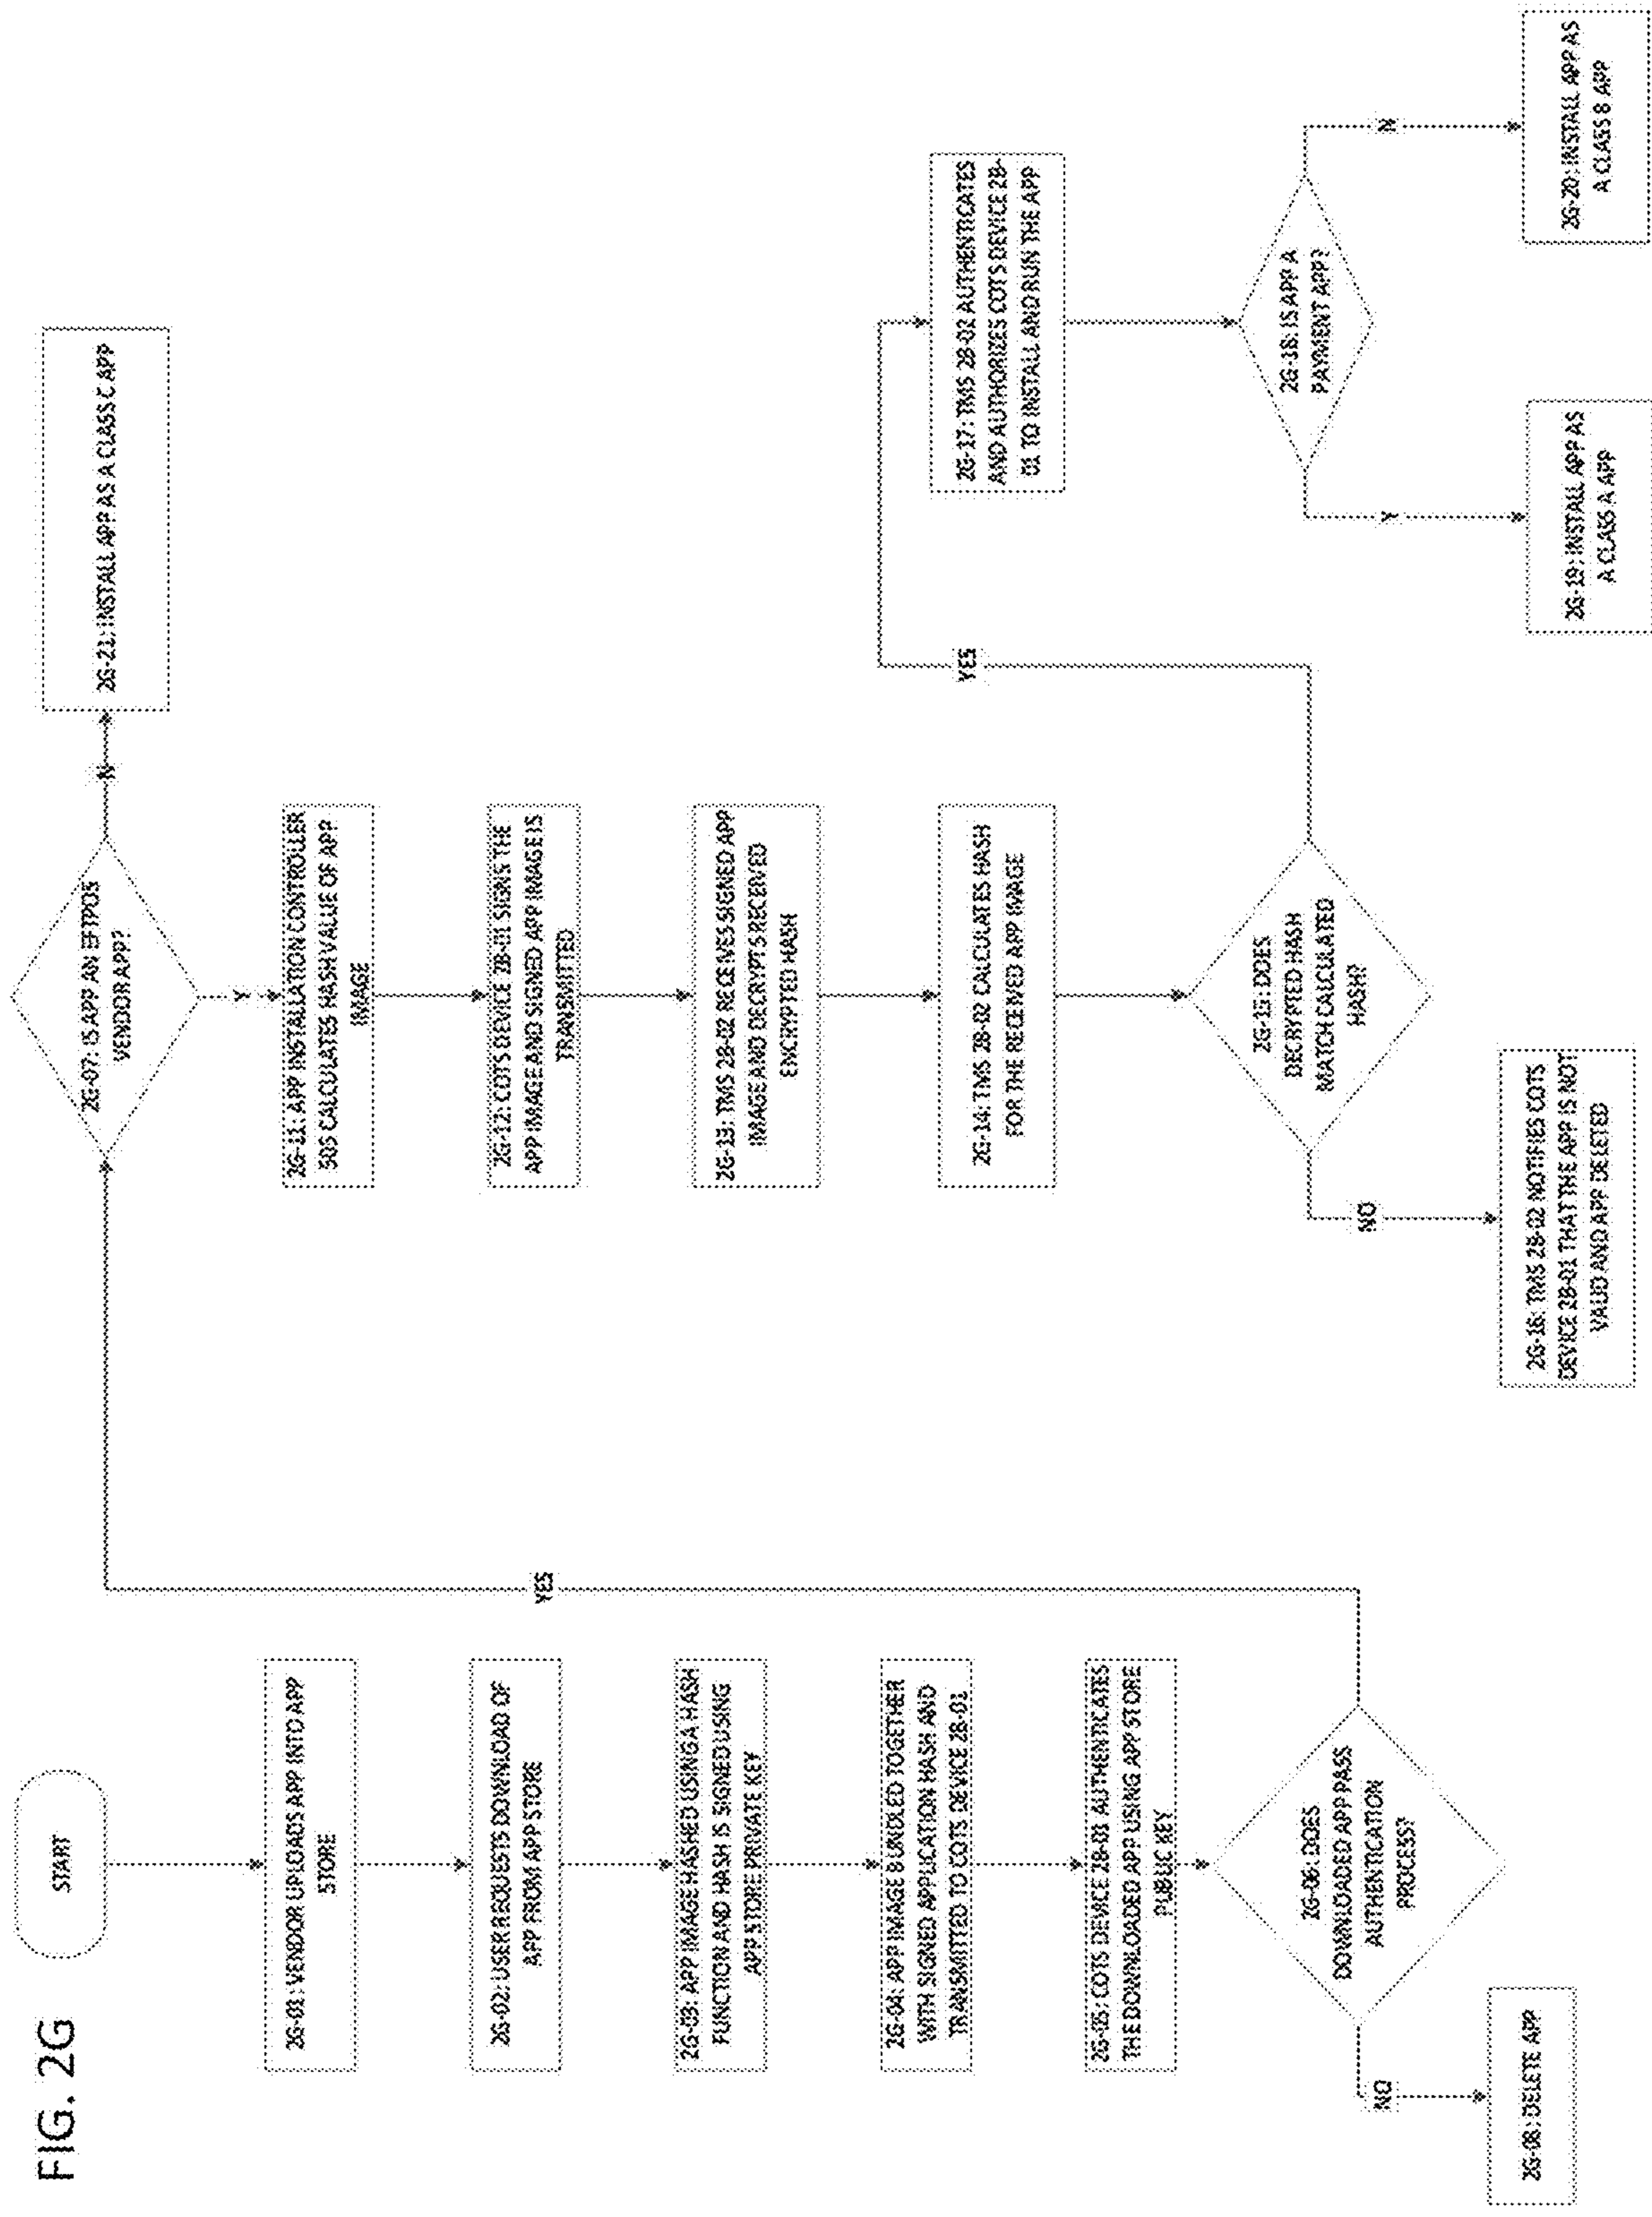 FIG. 2G
START
2G-01: VENDOR UPLOADS APP INTO APP
STORE
2G-02: USER REQUESTS DOWNLOAD OF
APP FROM APP STORE
2G-03: APP IMAGE HASHED USING A HASH
FUNCTION AND HASH IS SIGNED USING
APP STORE PRIVATE KEY
2G-04: APP IMAGE BUNDLED TOGETHER
WITH SIGNED APPLICATION HASH AND
TRANSMITTED TO COTS DEVICE 2B-01
2G-05: COTS DEVICE 2B-01 AUTHENTICATES
THE DOWNLOADED APP USING APP STORE
PUBLIC KEY
2G-06: DOES
DOWNLOADED APP PASS
AUTHENTICATION
PROCESS?
NO
2G-08: DELETE APP
YES
2G-07: IS APP AN EFTPOS
VENDOR APP?
N
2G-21: INSTALL APP AS A CLASS C APP
Y
2G-11: APP INSTALLATION CONTROLLER
505 CALCULATES HASH VALUE OF APP
IMAGE
2G-12: COTS DEVICE 2B-01 SIGNS THE
APP IMAGE AND SIGNED APP IMAGE IS
TRANSMITTED
2G-13: TMS 2B-02 RECEIVES SIGNED APP
IMAGE AND DECRYPTS RECEIVED
ENCRYPTED HASH
2G-14: TMS 2B-02 CALCULATES HASH
FOR THE RECEIVED APP IMAGE
2G-15: DOES
DECRYPTED HASH
MATCH CALCULATED
HASH?
NO
2G-16: TMS 2B-02 NOTIFIES COTS
DEVICE 2B-01 THAT THE APP IS NOT
VALID AND APP DELETED
YES
2G-17: TMS 2B-02 AUTHENTICATES
AND AUTHORIZES COTS DEVICE 2B-
01 TO INSTALL AND RUN THE APP
2G-18: IS APP A
PAYMENT APP?
Y
2G-19: INSTALL APP AS
A CLASS A APP
N
2G-20: INSTALL APP AS
A CLASS B APP